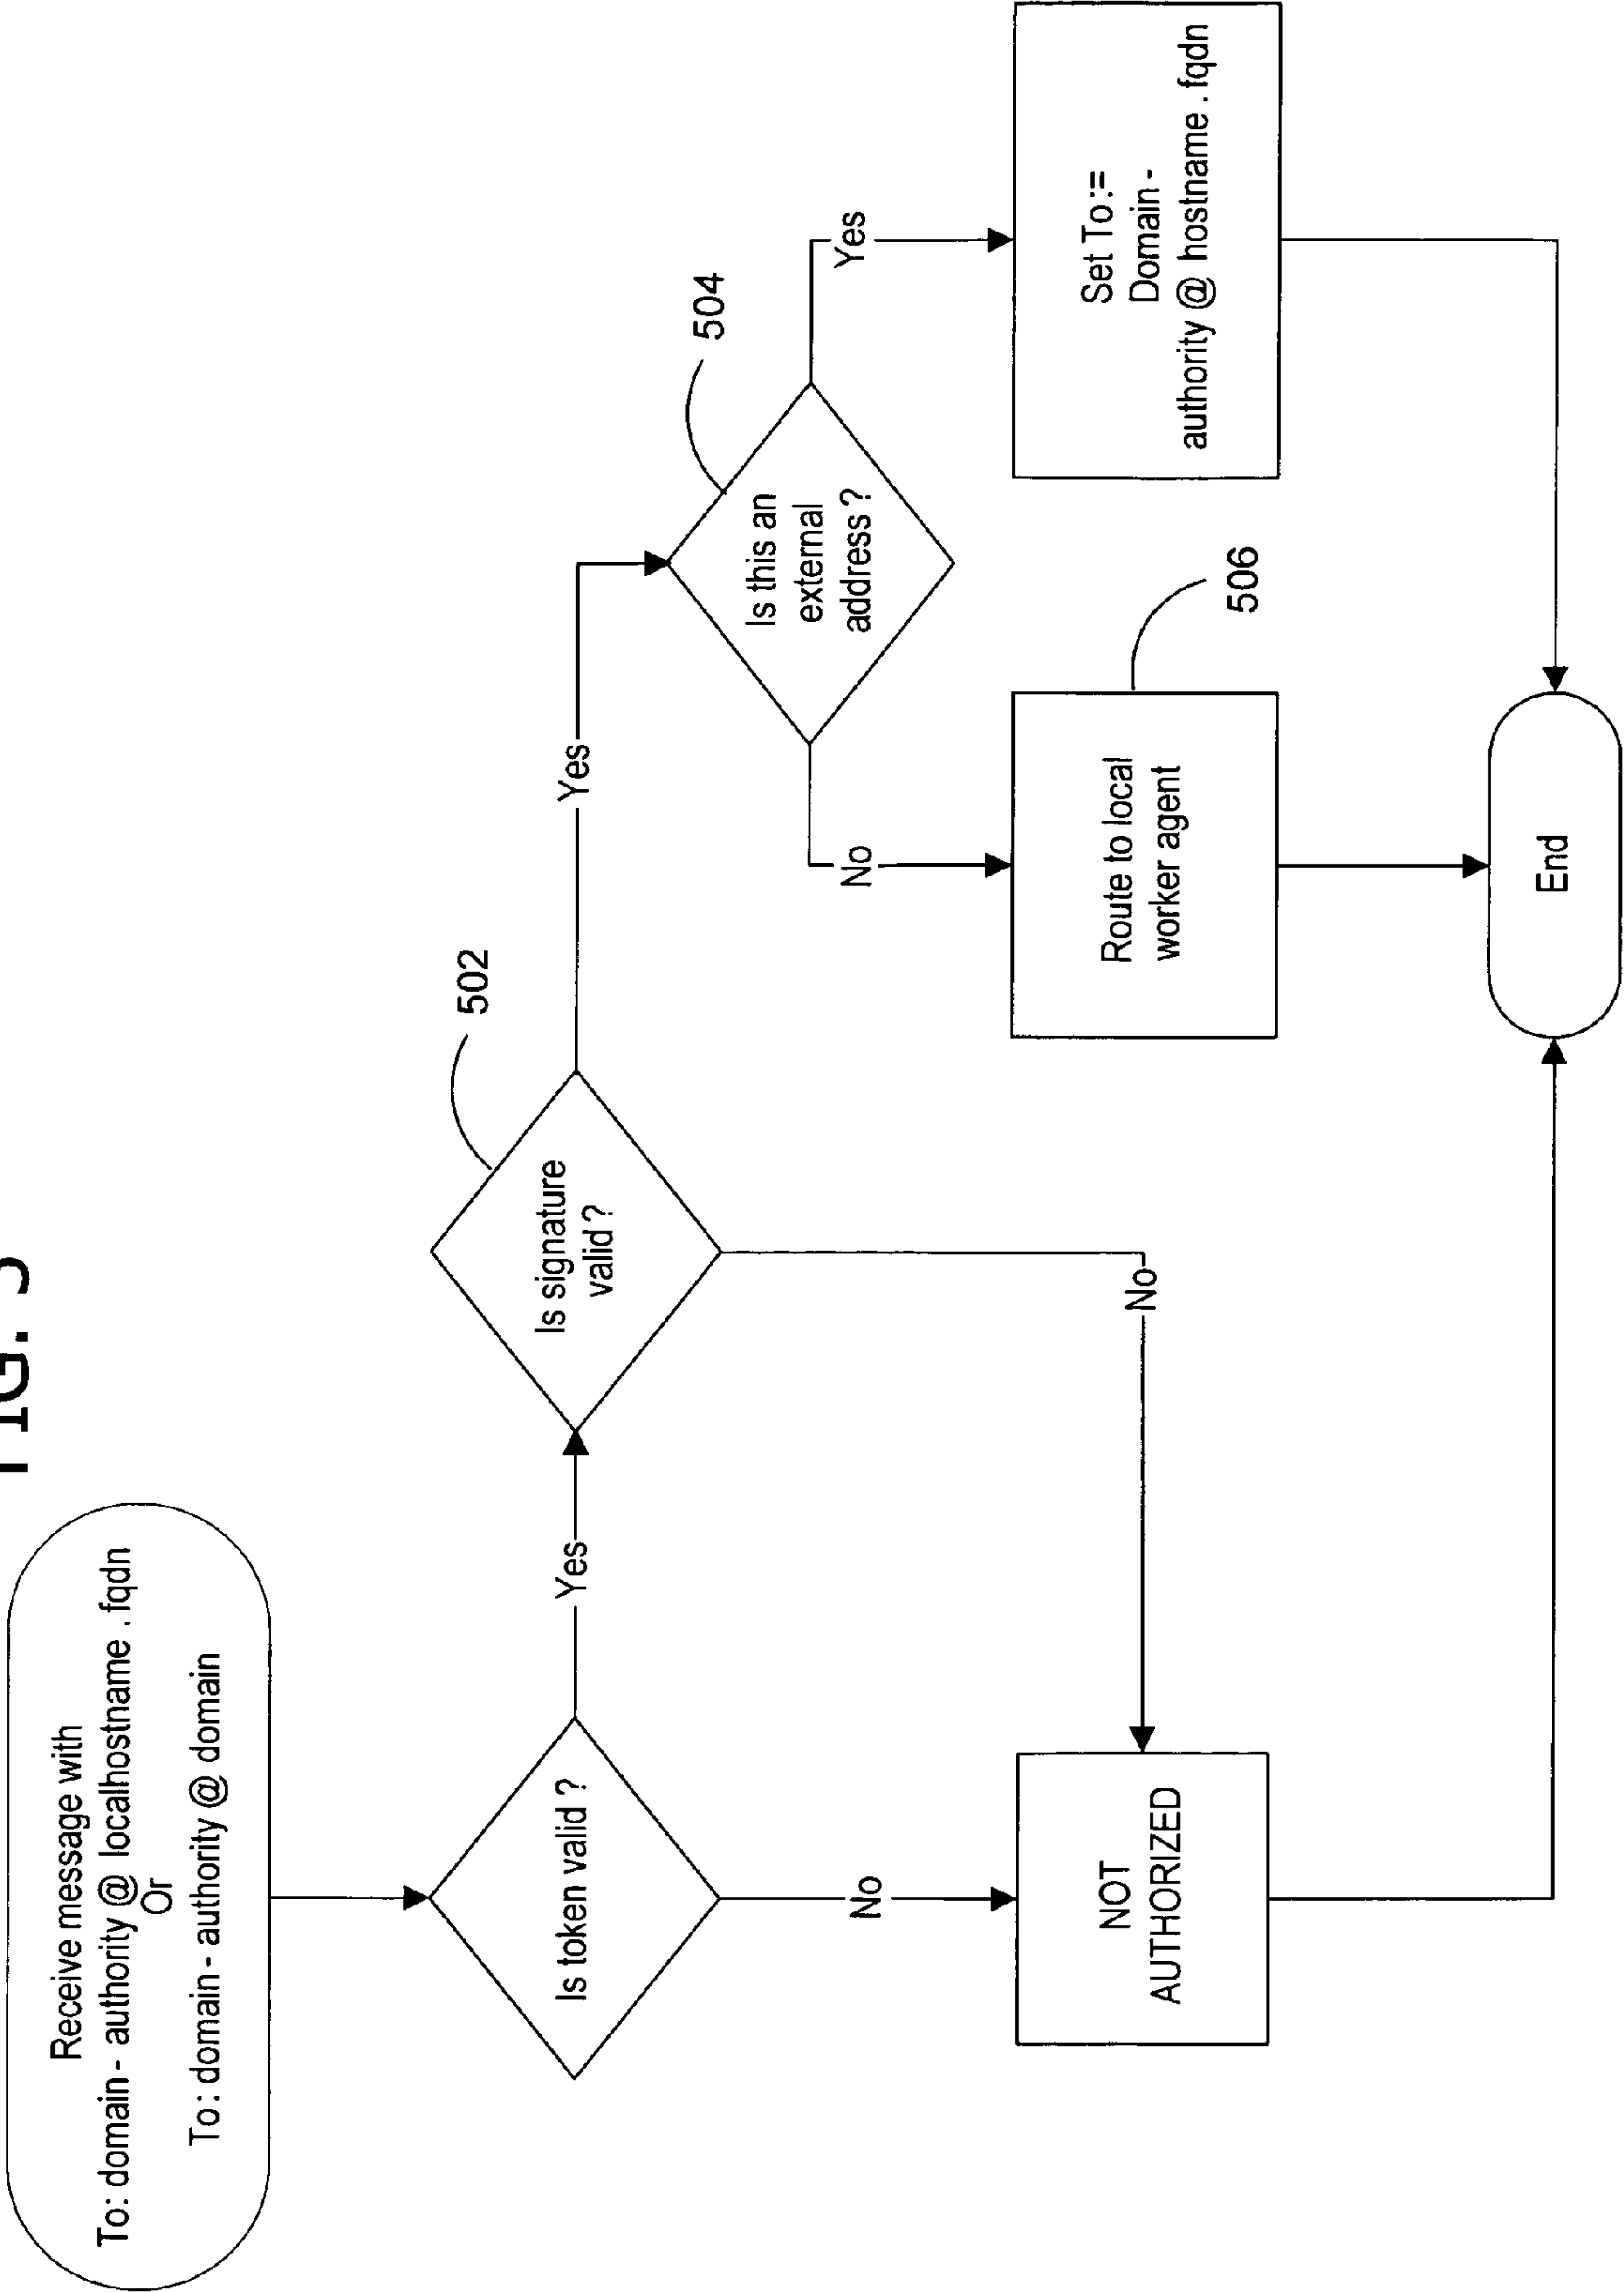 FIG. 5
Receive message with
To: domain - authority @ localhostname . fqdn
Or
To : domain - authority @ domain
Is token valid ?
Yes
No
Is signature
valid ?
502
Yes
No
NOT
AUTHORIZED
Is this an
external
address ?
504
No
Yes
Route to local
worker agent
506
Set To :=
Domain -
authority @ hostname . fqdn
End